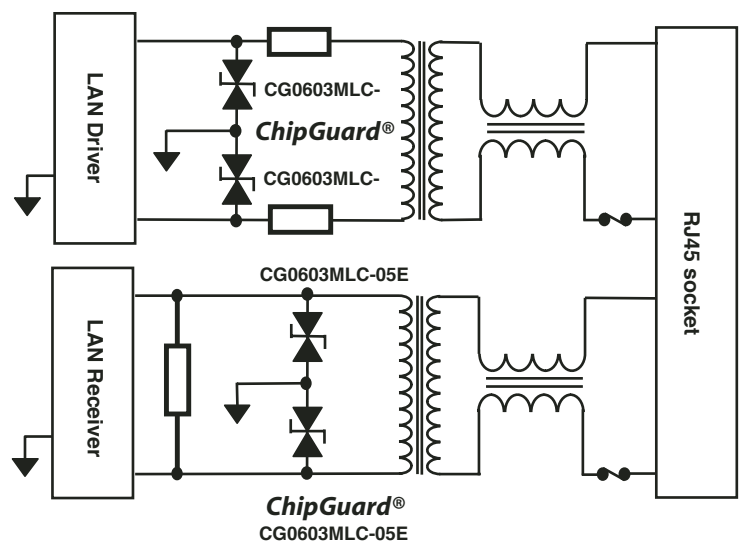 LAN Driver
CG0603MLC-
ChipGuard®
CG0603MLC-
RJ45 socket
CG0603MLC-05E
LAN Receiver
ChipGuard®
CG0603MLC-05E